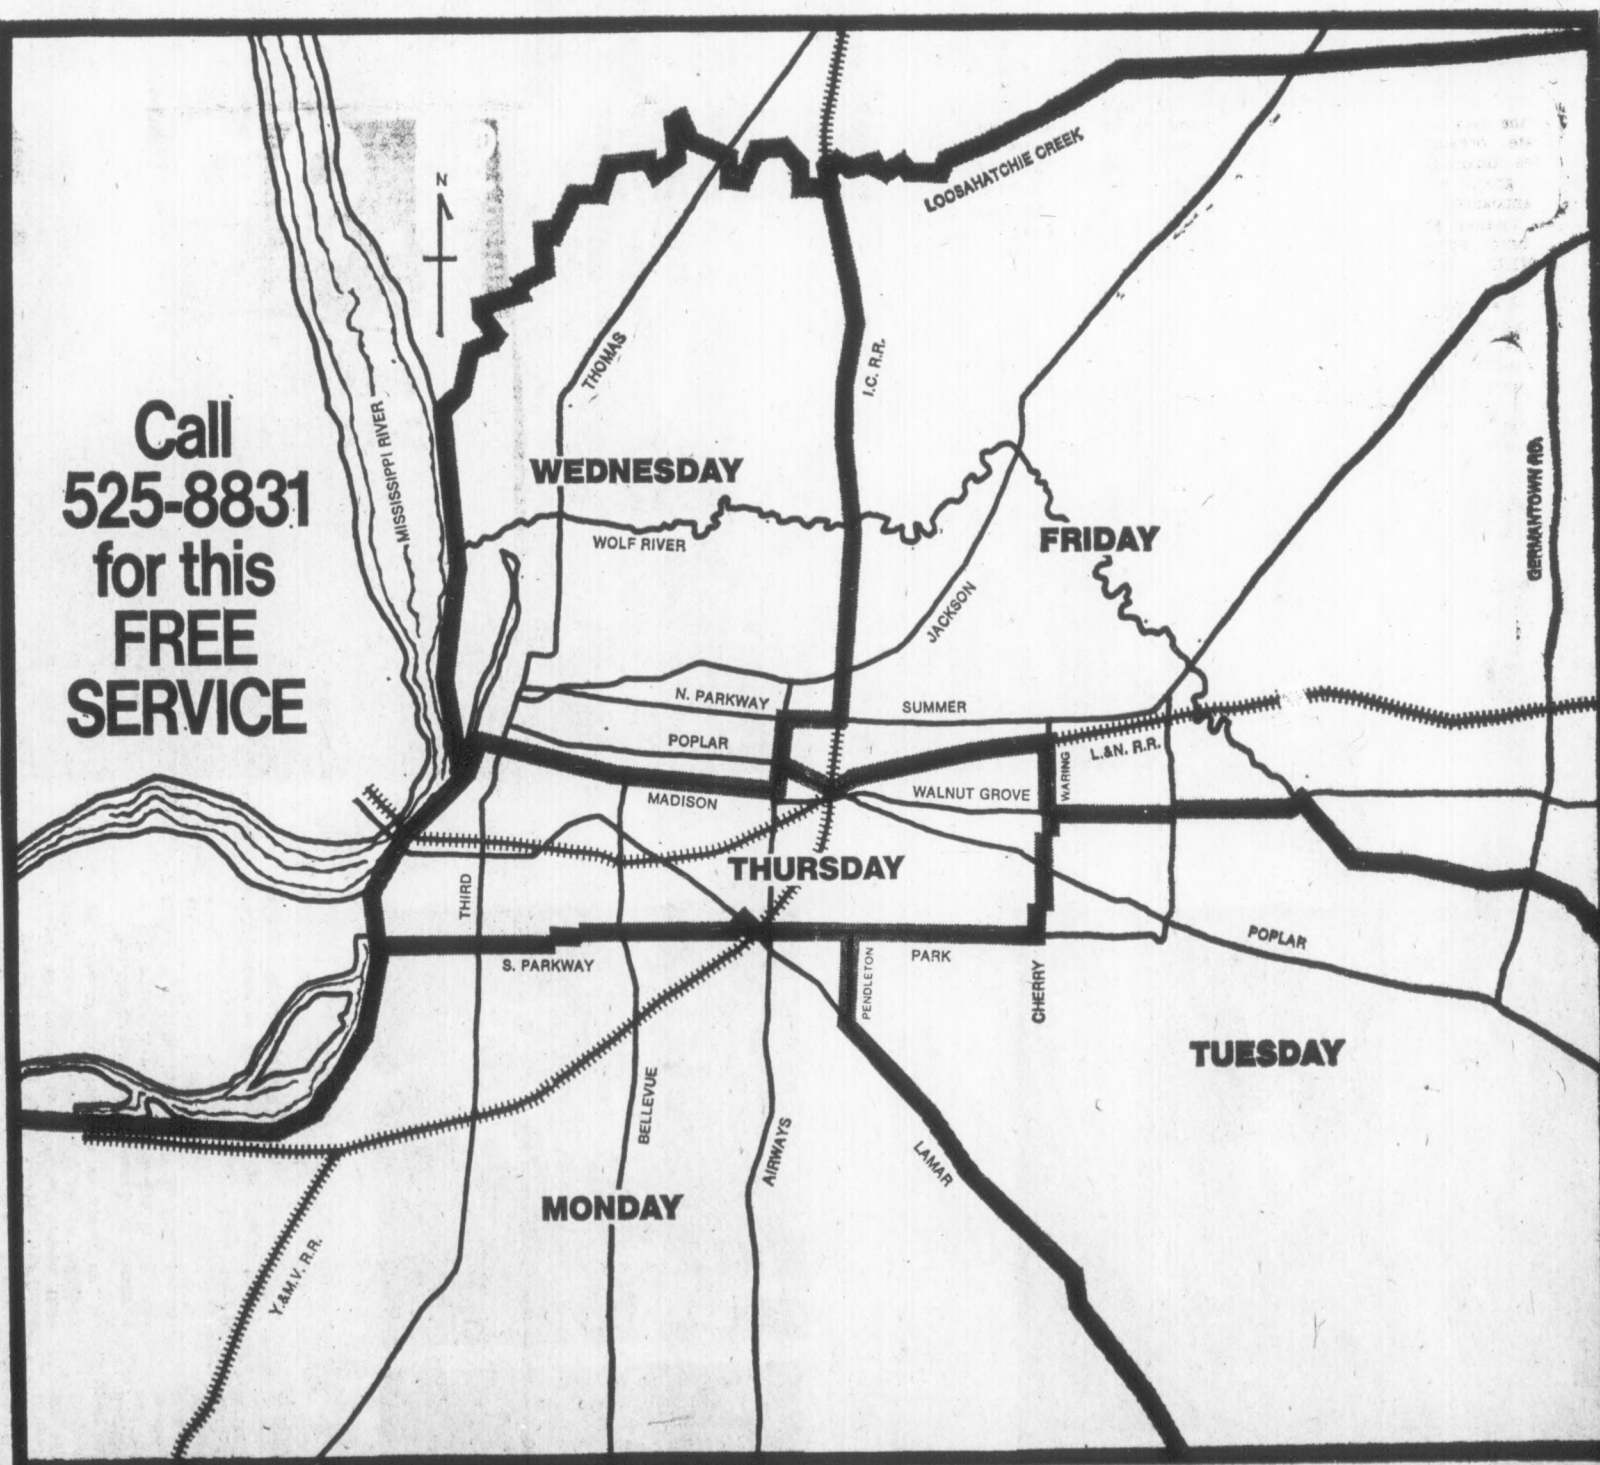 N
LOOSAHATCHIE CREEK
THOMAS
I.C. R.R.
Call
525-8831
for this
FREE
SERVICE
MISSISSIPPI RIVER
WEDNESDAY
WOLF RIVER
FRIDAY
GERMANTOWN RD.
JACKSON
N. PARKWAY
SUMMER
POPLAR
L.&N. R.R.
WARING
MADISON
WALNUT GROVE
THURSDAY
THIRD
S. PARKWAY
PENDLETON
PARK
CHERRY
POPLAR
TUESDAY
BELLEVUE
AIRWAYS
LAMAR
MONDAY
Y.&M.V. R.R.